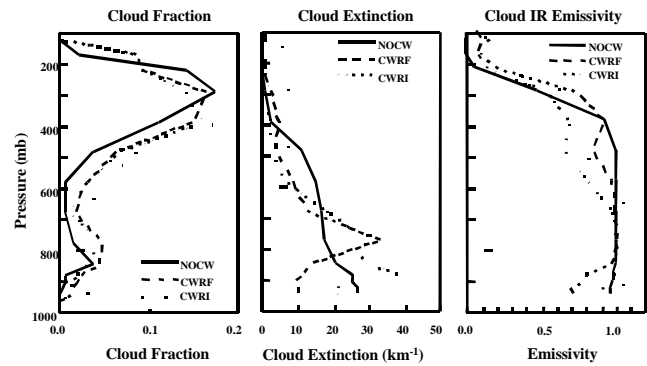 Cloud Fraction
Cloud Extinction
Cloud IR Emissivity
Pressure (mb)
200
400
600
800
1000
NOCW
CWRF
CWRI
0.0
0.1
0.2
Cloud Fraction
NOCW
CWRF
CWRI
0
10
20
30
40
50
Cloud Extinction (km⁻¹)
NOCW
CWRF
CWRI
0.0
0.5
1.0
Emissivity